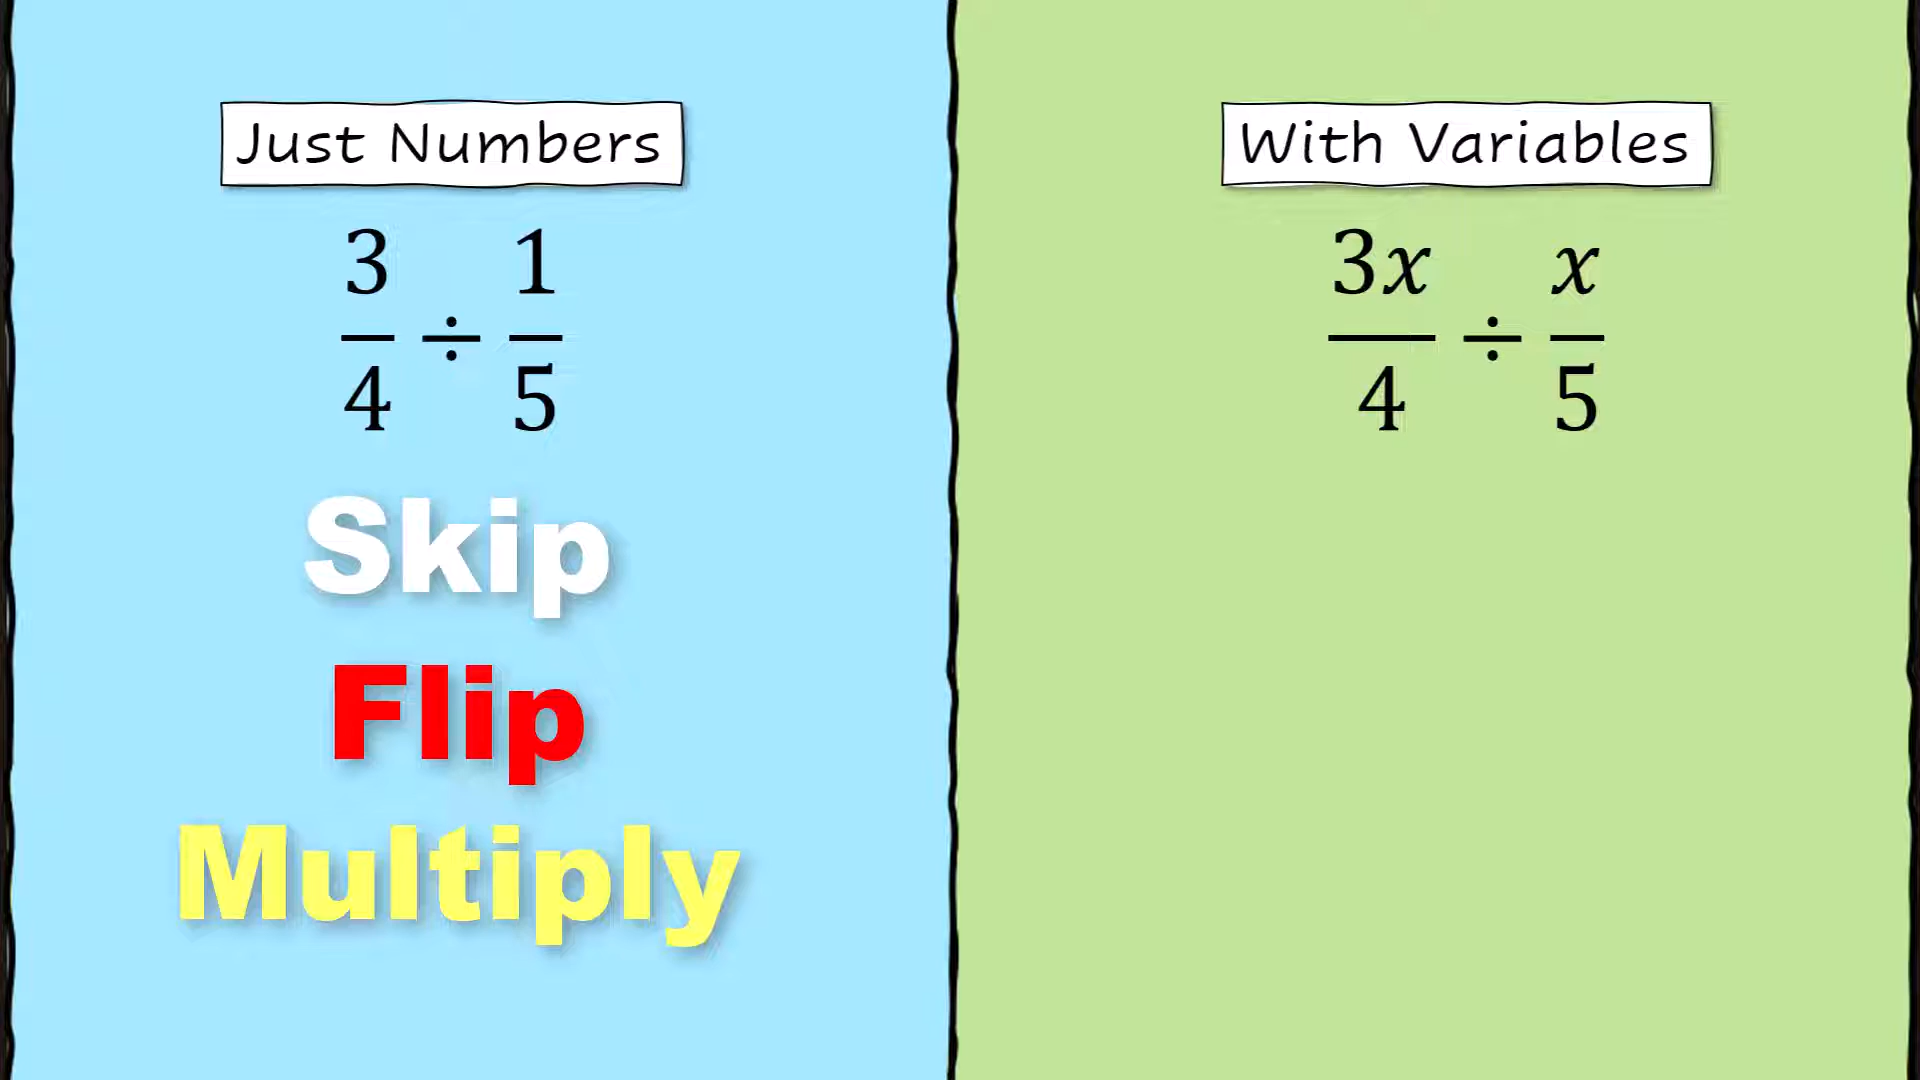 Just Numbers
3/4 ÷ 1/5
Skip
Flip
Multiply
With Variables
3x/4 ÷ x/5